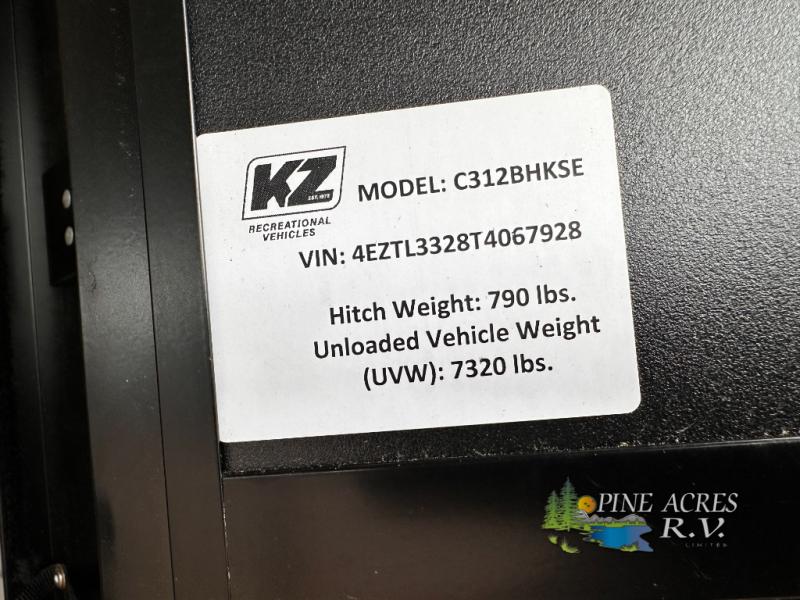 KZ
EST. 1972
RECREATIONAL
VEHICLES
MODEL: C312BHKSE
VIN: 4EZTL3328T4067928
Hitch Weight: 790 lbs.
Unloaded Vehicle Weight
(UVW): 7320 lbs.
PINE ACRES
R.V.
LIMITED